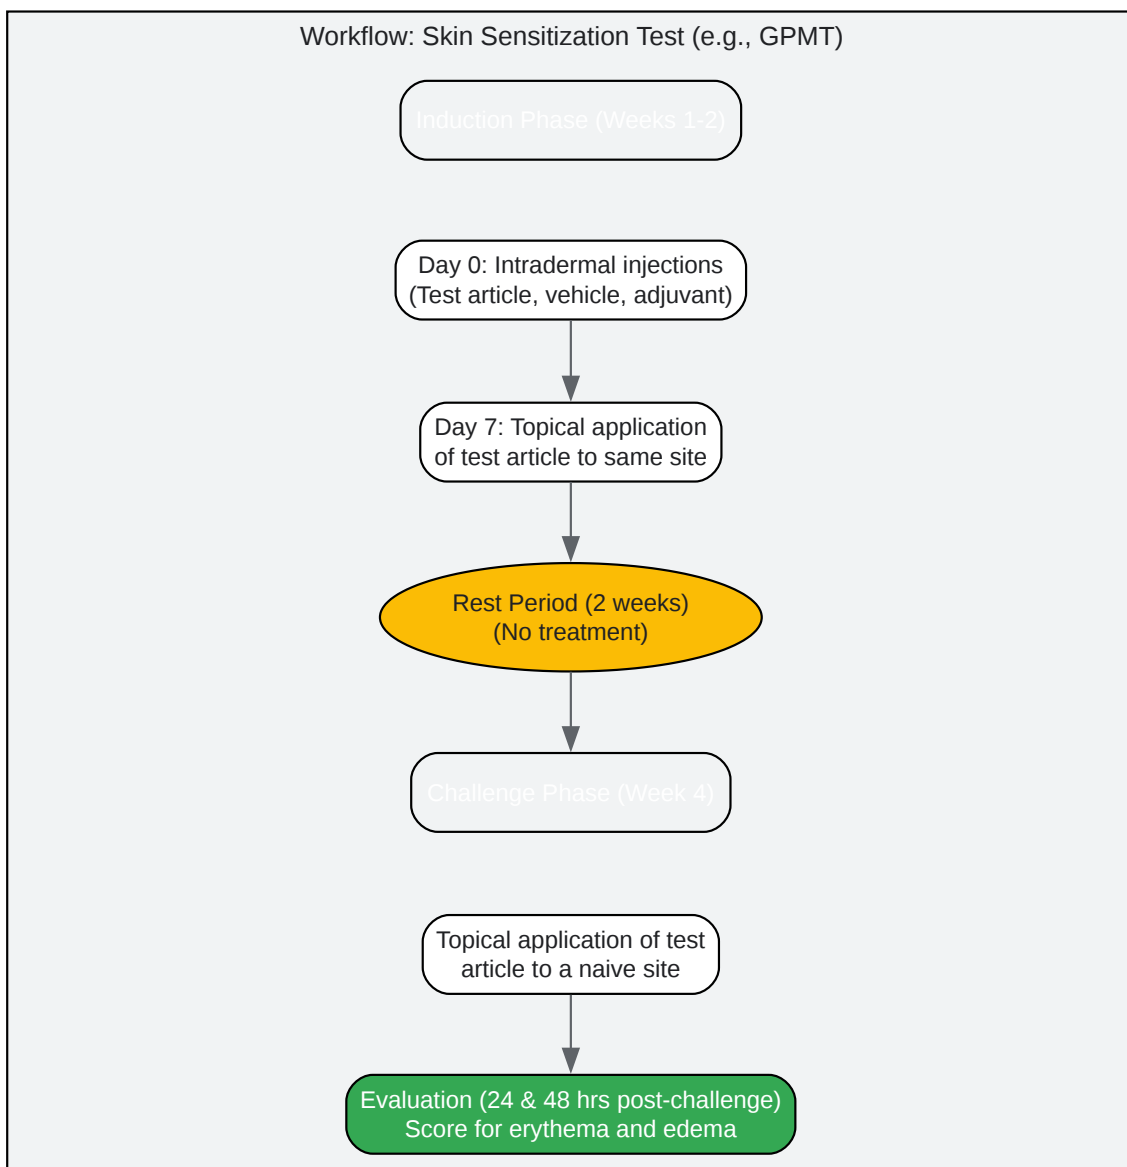 Workflow: Skin Sensitization Test (e.g., GPMT)
Induction Phase (Weeks 1-2)
Day 0: Intradermal injections
(Test article, vehicle, adjuvant)
Day 7: Topical application
of test article to same site
Rest Period (2 weeks)
(No treatment)
Challenge Phase (Week 4)
Topical application of test
article to a naive site
Evaluation (24 & 48 hrs post-challenge)
Score for erythema and edema